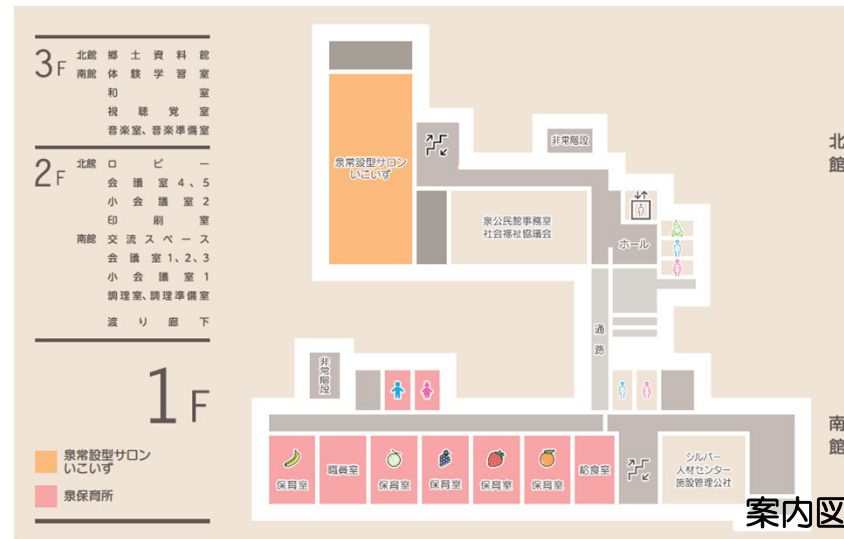 3F 北館 郷土資料館
南館 体験学習室
和室
視聴覚室
音楽室、音楽準備室
2F 北館 ロビー
会議室4、5
小会議室2
印刷室
南館 交流スペース
会議室1、2、3
小会議室1
調理室、調理準備室
渡り廊下
1F
泉常設型サロン
いこいず
泉保育所
泉常設型サロン
いこいず
非常階段
泉公民館事務室
社会福祉協議会
ホール
北館
通路
非常階段
保育室
職員室
保育室
保育室
保育室
保育室
給食室
シルバー
人材センター
施設管理公社
南館
案内図